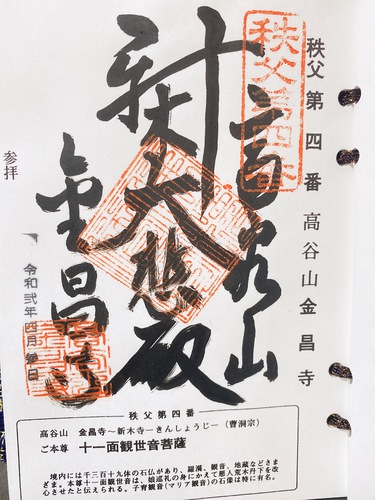 秩父第四番 高谷山金昌寺
秩父第四番
高谷山
大悲殿
金昌寺
参拝
令和弐年四月
日
秩父第四番
高谷山 金昌寺〜新木寺―きんしょうじ―(曹洞宗)
ご本尊 十一面観世音菩薩
境内には千三百十九体の石仏があり、羅漢、観音、地蔵などさま
ざま。本尊十一面観世音は、娘巡礼の身にかえて悪人荒木丹下を改
心させたと伝えられる。子育観音(マリア観音)の石像は特に有名。